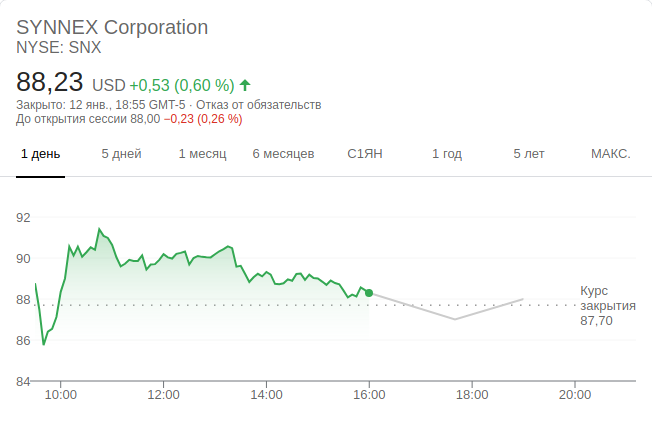 SYNNEX Corporation
NYSE: SNX
88,23 USD +0,53 (0,60 %)
Закрыто: 12 янв., 18:55 GMT-5 · Отказ от обязательств
До открытия сессии 88,00 −0,23 (0,26 %)
1 день 5 дней 1 месяц 6 месяцев С1ЯН 1 год 5 лет МАКС.
92
90
88
86
84
Курс
закрытия
87,70
10:00 12:00 14:00 16:00 18:00 20:00